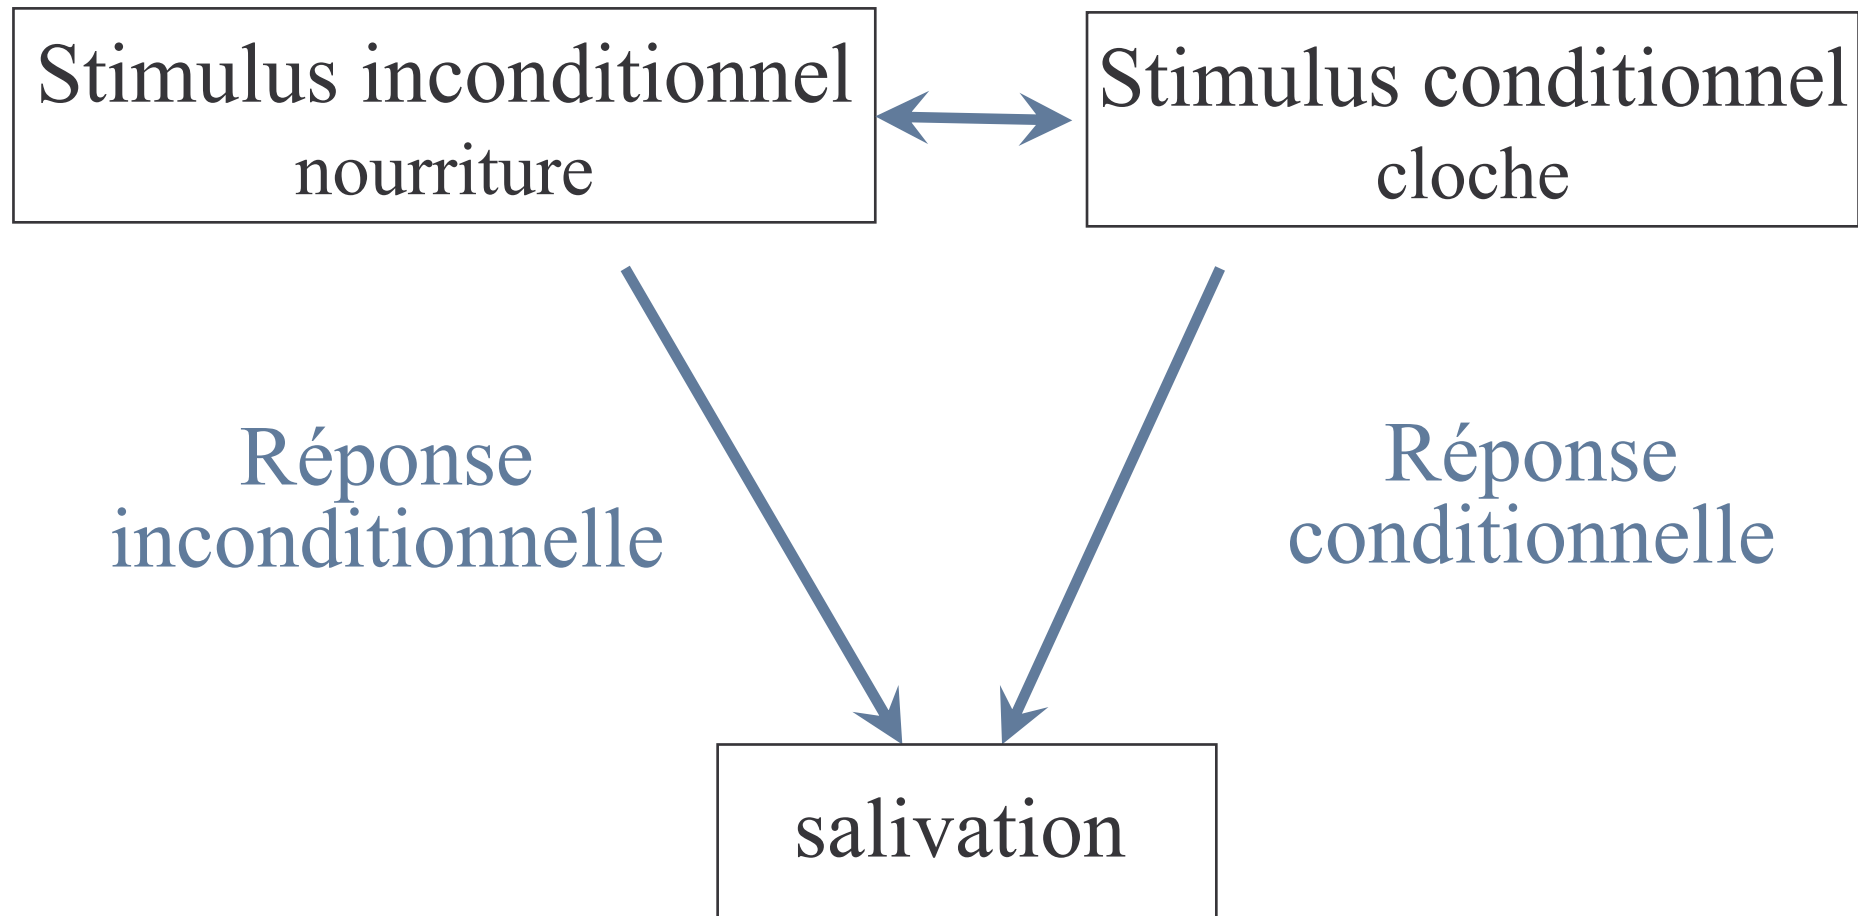 Stimulus inconditionnel
nourriture
Stimulus conditionnel
cloche
Réponse
inconditionnelle
Réponse
conditionnelle
salivation